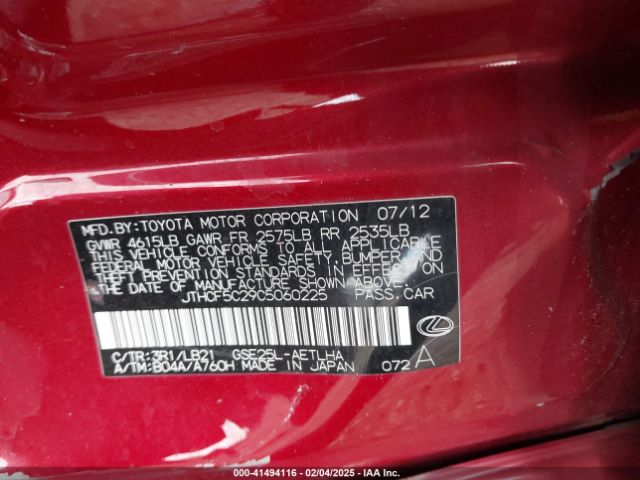 MFD.BY:TOYOTA MOTOR CORPORATION 07/12
GVWR 4615LB GAWR FR 2575LB RR 2535LB
THIS VEHICLE CONFORMS TO ALL APPLICABLE
FEDERAL MOTOR VEHICLE SAFETY, BUMPER, AND
THEFT PREVENTION STANDARDS IN EFFECT ON
THE DATE OF MANUFACTURE SHOWN ABOVE.
JTHCF5C29C5060225 PASS.CAR
C/TR:3R1/LB21 GSE25L-AETLHA
A/TM:B04A/A760H MADE IN JAPAN 072 A
COPART: 41494116 - 02/04/2025 - IAA Inc.